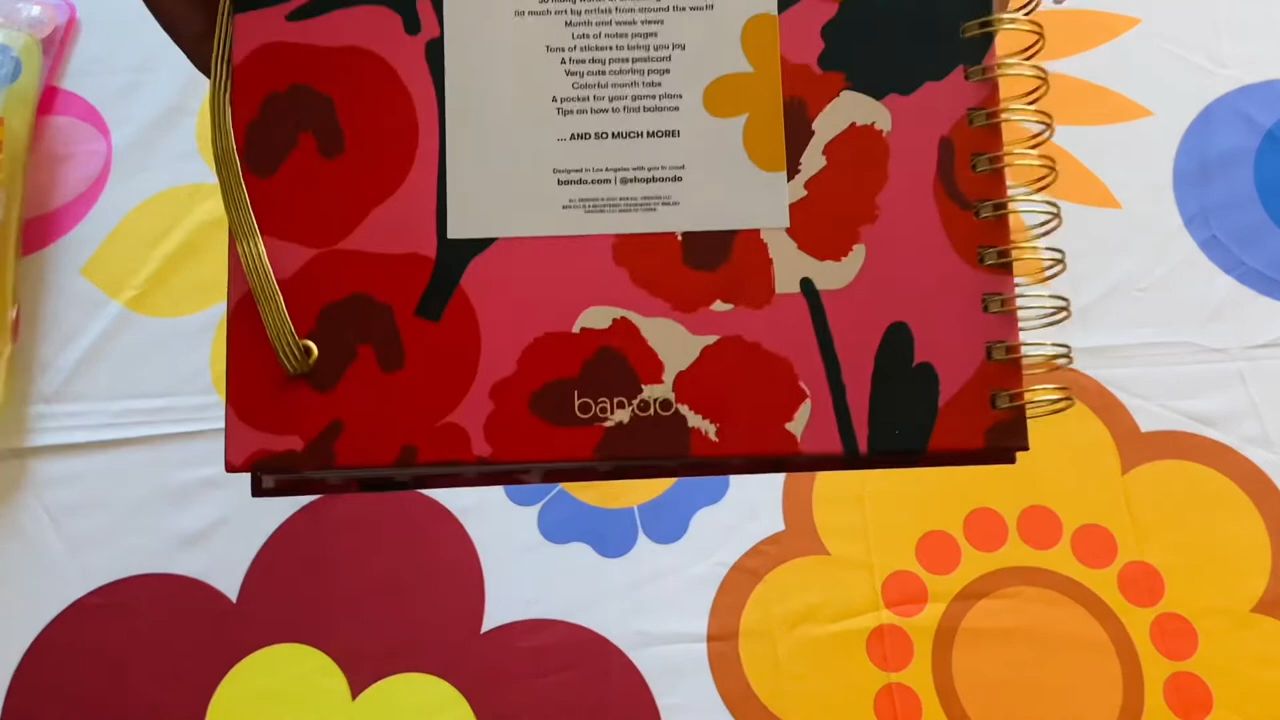 so much art by artists from around the world
Month and week views
Lots of notes pages
Tons of stickers to bring you joy
A free day pass postcard
Very cute coloring page
Colorful month tabs
A pocket for your game plans
Tips on how to find balance
... AND SO MUCH MORE!
Designed in Los Angeles with you in mind.
bando.com | @shopbando
ban.do